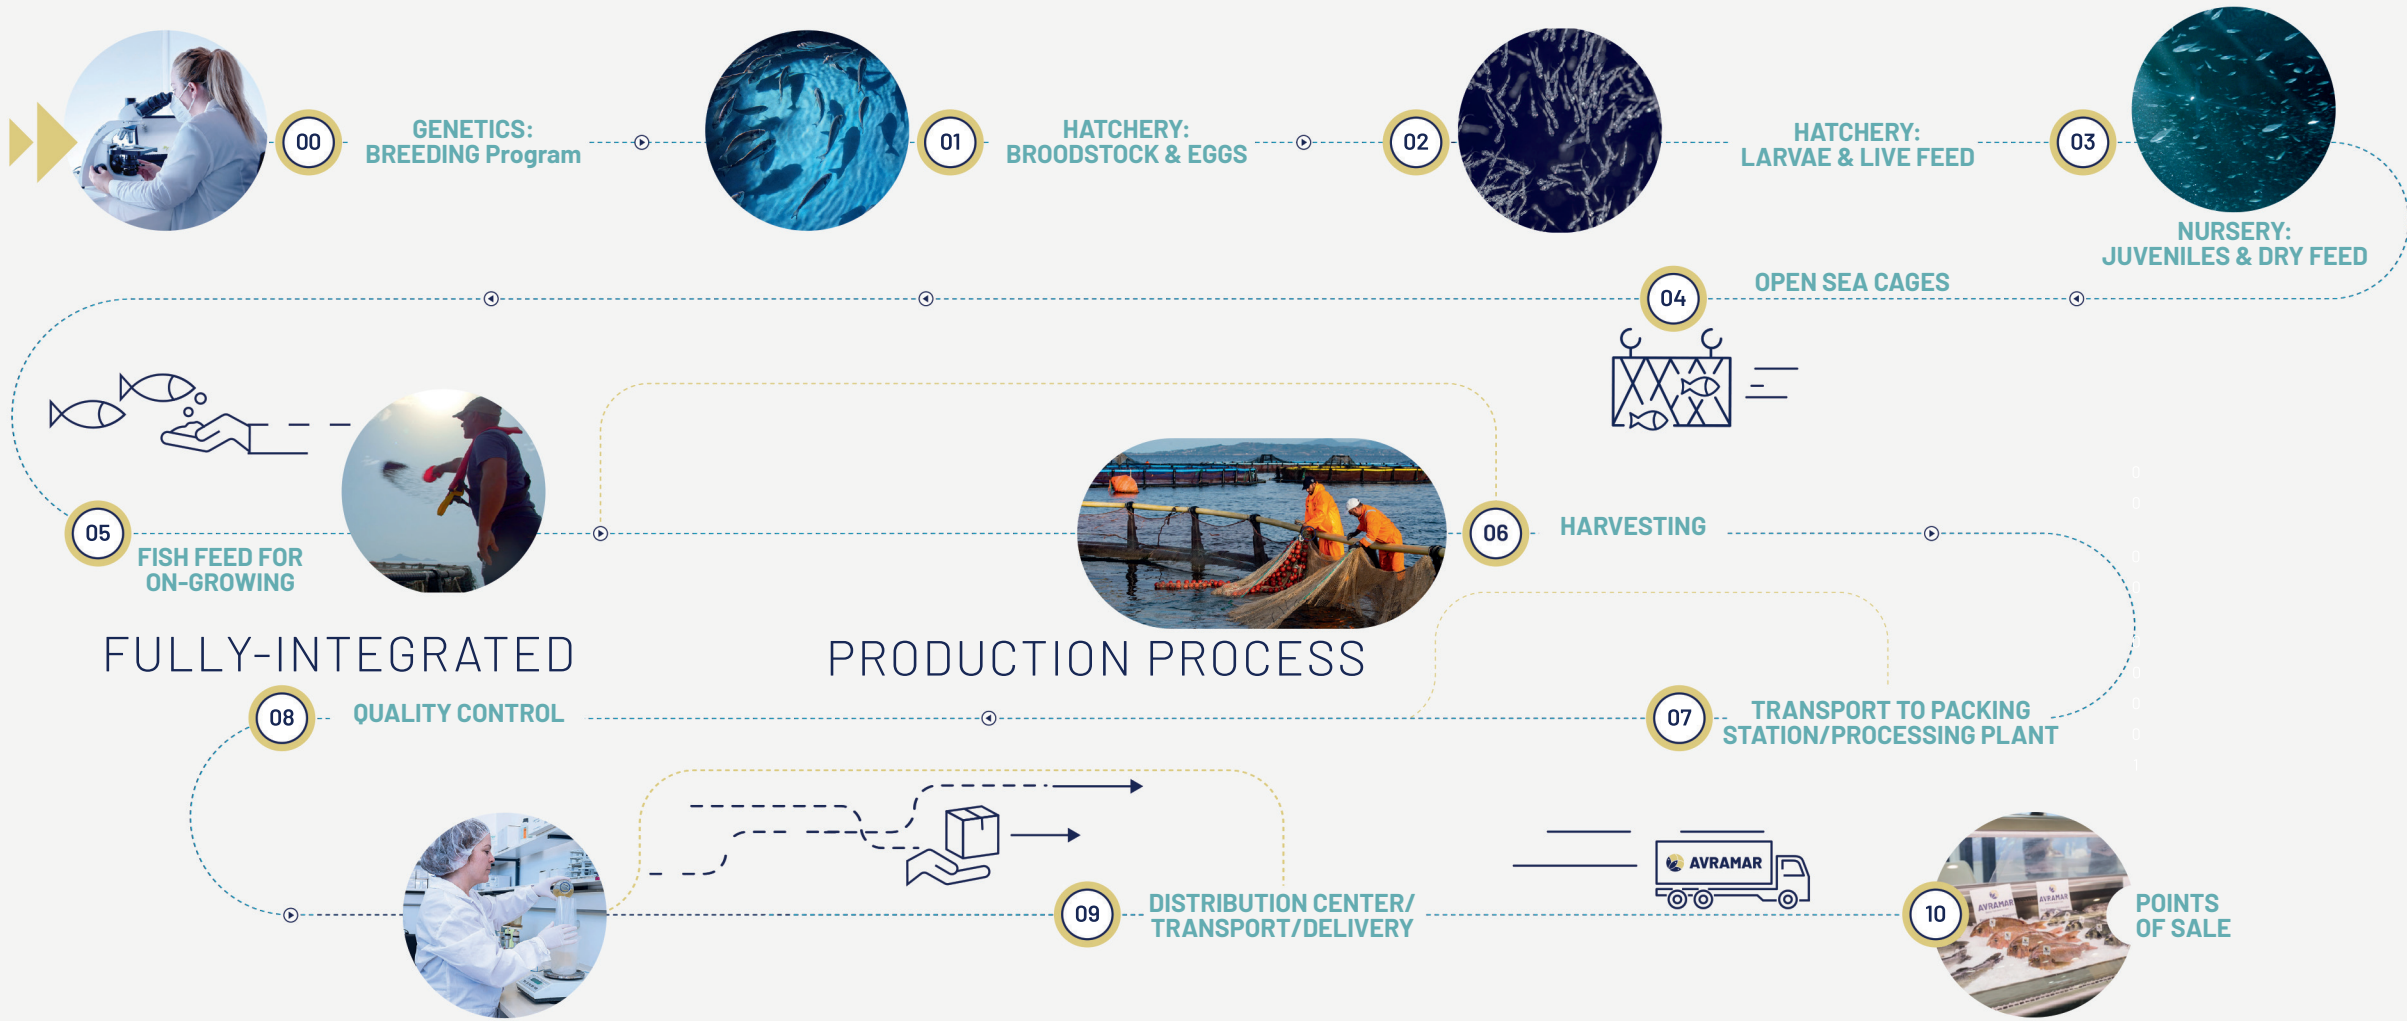 00
GENETICS:
BREEDING Program
01
HATCHERY:
BROODSTOCK & EGGS
02
HATCHERY:
LARVAE & LIVE FEED
03
NURSERY:
JUVENILES & DRY FEED
04
OPEN SEA CAGES
05
FISH FEED FOR
ON-GROWING
06
HARVESTING
FULLY-INTEGRATED
PRODUCTION PROCESS
07
TRANSPORT TO PACKING
STATION/PROCESSING PLANT
08
QUALITY CONTROL
09
DISTRIBUTION CENTER/
TRANSPORT/DELIVERY
AVRAMAR
10
AVRAMAR
AVRAMAR
POINTS
OF SALE